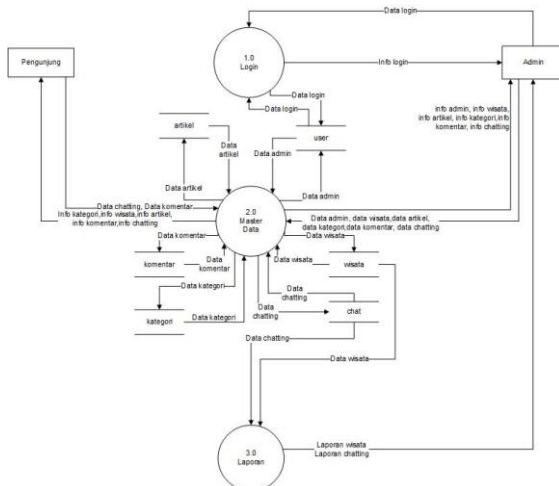 Data login
Pengunjung
1.0
Login
Info login
Admin
Data login
Data login
info admin, info wisata,
info artikel, info kategori,info
komentar, info chatting
artikel
user
Data
artikel
Data admin
Data artikel
Data admin
2.0
Master
Data
Data chatting, Data komentar
Info kategori,info wisata,info artikel,
info komentar,info chatting
Data admin, data wisata,data artikel,
data kategori,data komentar, data chatting
Data komentar
Data wisata
komentar
Data
komentar
Data wisata
wisata
Data kategori
Data
chatting
Data
chatting
chat
kategori
Data kategori
Data chatting
Data wisata
3.0
Laporan
Laporan wisata
Laporan chatting